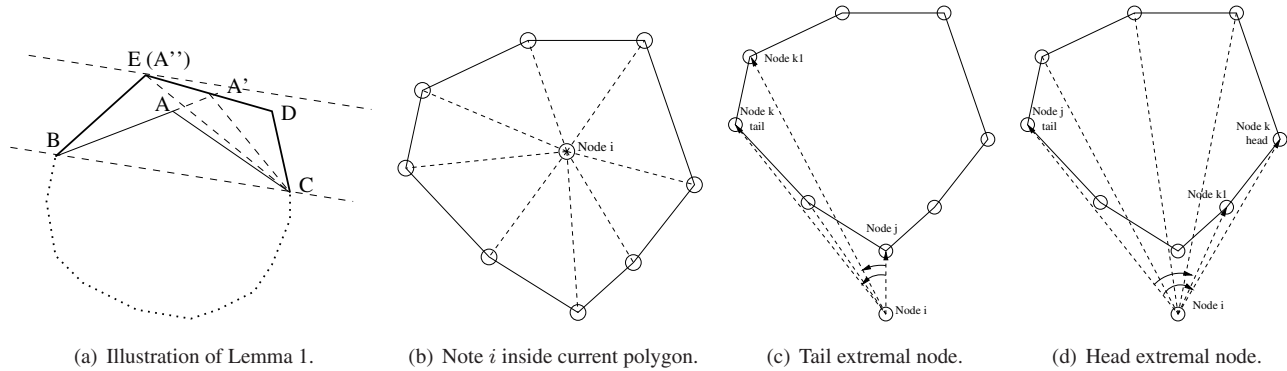 E (A’’)
A’
A
D
B
C
(a) Illustration of Lemma 1.
Node i
(b) Note i inside current polygon.
Node k1
Node k
tail
Node j
Node i
(c) Tail extremal node.
Node j
tail
Node k
head
Node k1
Node i
(d) Head extremal node.